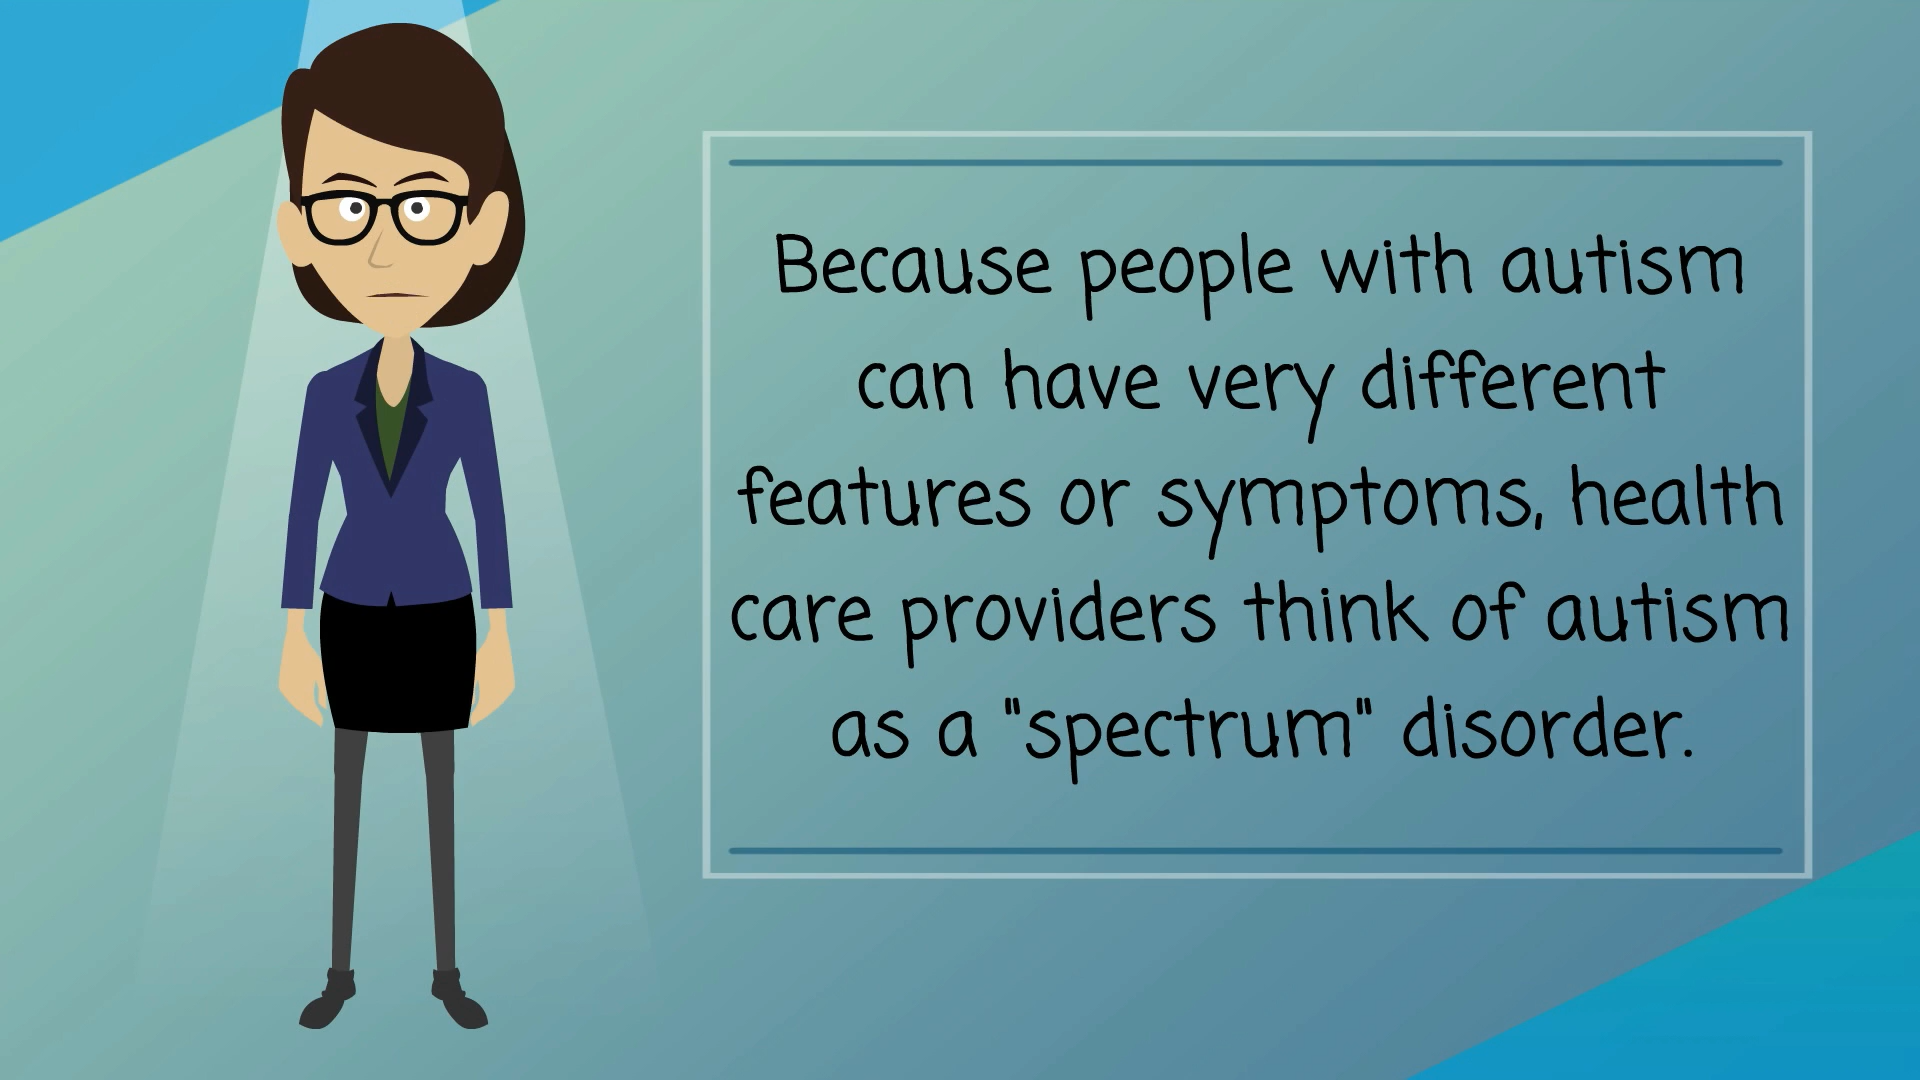 Because people with autism
can have very different
features or symptoms, health
care providers think of autism
as a "spectrum" disorder.